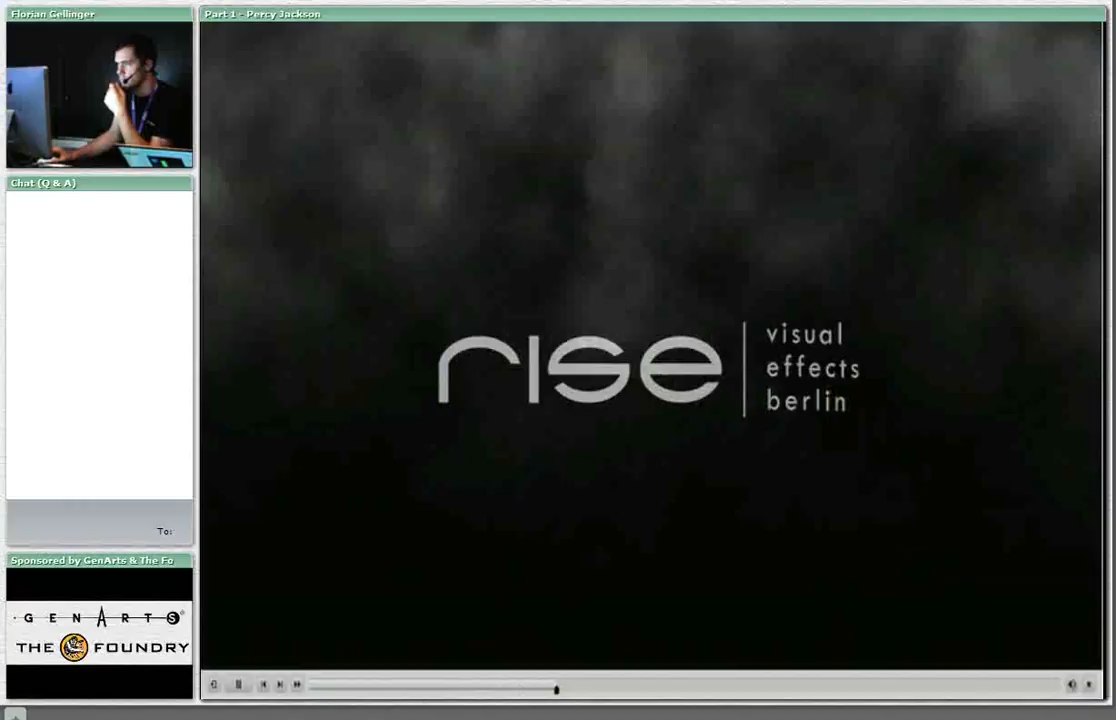 Florian Gellinger
Part 1 - Percy Jackson
Chat (Q & A)
To:
Sponsored by GenArts & The Fo
GENARTS
THE FOUNDRY
rise
visual
effects
berlin